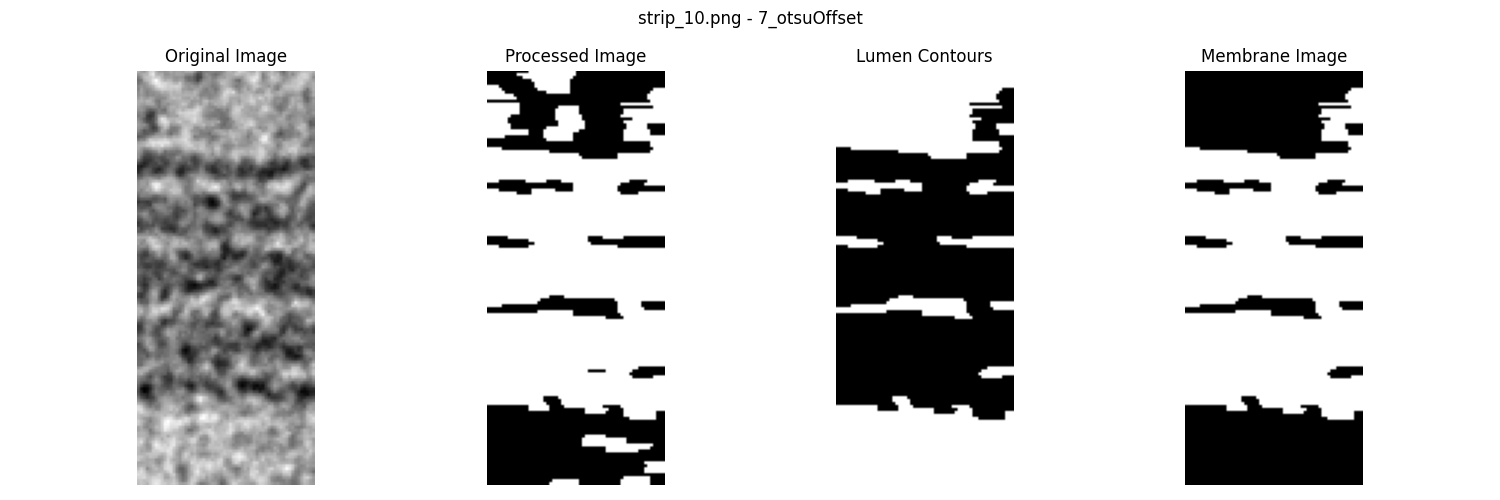 strip_10.png - 7_otsuOffset
Original Image
Processed Image
Lumen Contours
Membrane Image